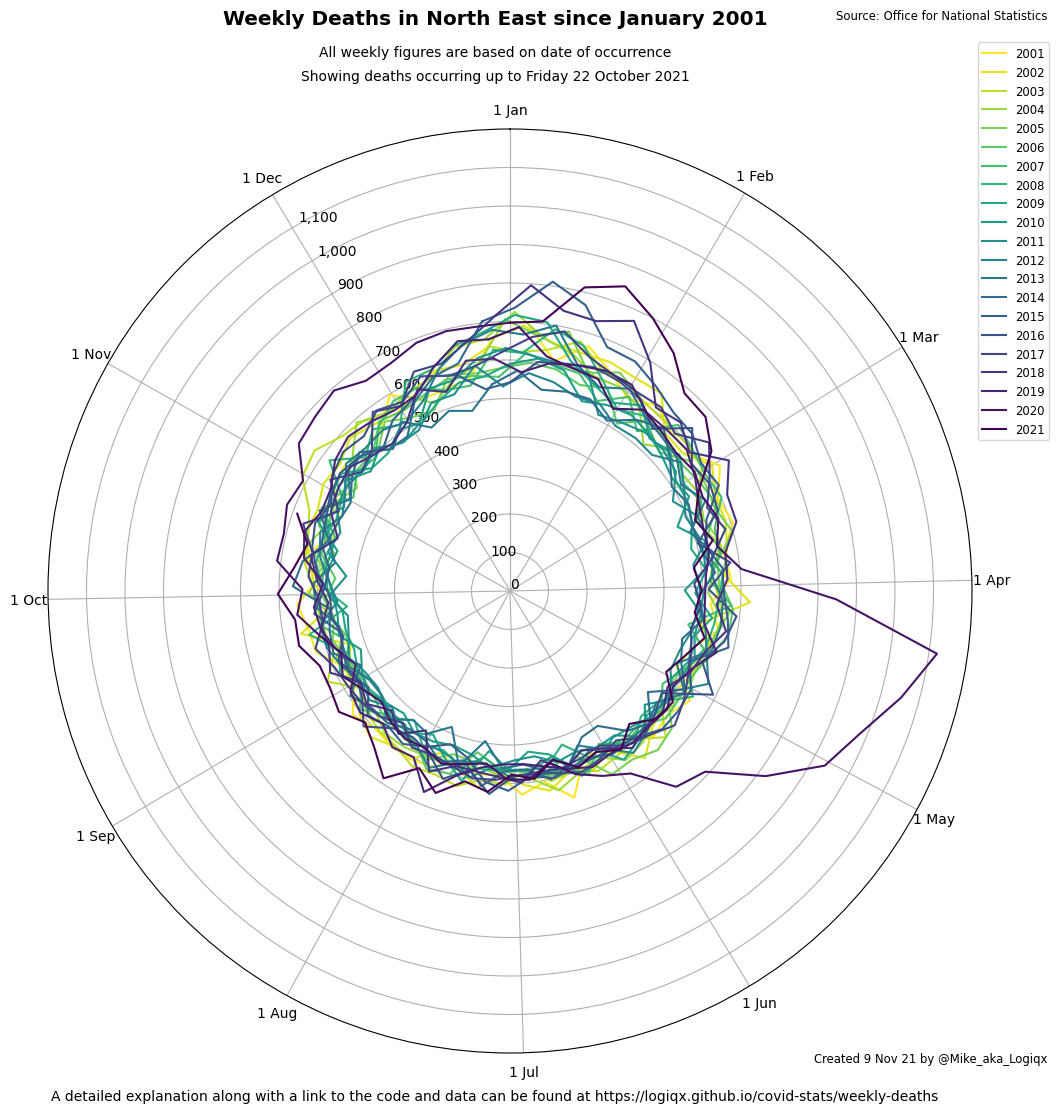 Weekly Deaths in North East since January 2001
Source: Office for National Statistics
All weekly figures are based on date of occurrence
Showing deaths occurring up to Friday 22 October 2021
2001
2002
2003
2004
2005
2006
2007
2008
2009
2010
2011
2012
2013
2014
2015
2016
2017
2018
2019
2020
2021
1 Jan
1 Feb
1 Mar
1 Apr
1 May
1 Jun
1 Jul
1 Aug
1 Sep
1 Oct
1 Nov
1 Dec
1,100
1,000
900
800
700
600
500
400
300
200
100
0
Created 9 Nov 21 by @Mike_aka_Logiqx
A detailed explanation along with a link to the code and data can be found at https://logiqx.github.io/covid-stats/weekly-deaths